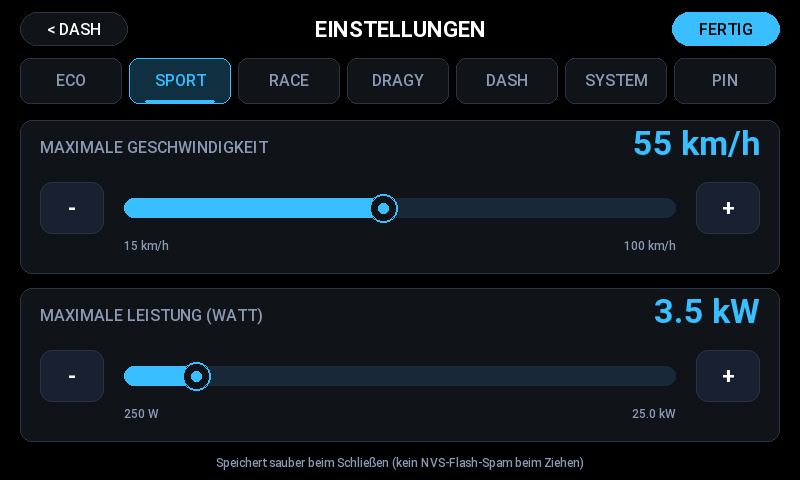 < DASH
EINSTELLUNGEN
FERTIG
ECO
SPORT
RACE
DRAGY
DASH
SYSTEM
PIN
MAXIMALE GESCHWINDIGKEIT
55 km/h
-
+
15 km/h
100 km/h
MAXIMALE LEISTUNG (WATT)
3.5 kW
-
+
250 W
25.0 kW
Speichert sauber beim Schließen (kein NVS-Flash-Spam beim Ziehen)